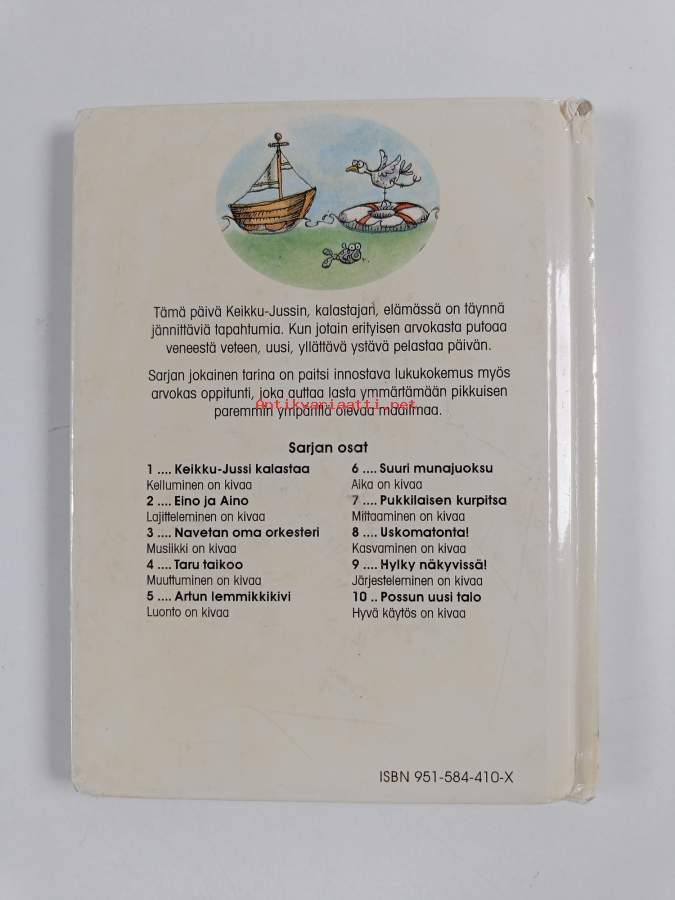 Tämä päivä Keikku-Jussin, kalastajan, elämässä on täynnä
jännittäviä tapahtumia. Kun jotain erityisen arvokasta putoaa
veneestä veteen, uusi, yllättävä ystävä pelastaa päivän.
Sarjan jokainen tarina on paitsi innostava lukukokemus myös
arvokas oppitunti, joka auttaa lasta ymmärtämään pikkuisen
Antikvariaatti.net
paremmin ympärillä olevaa maailmaa.
Sarjan osat
1 .... Keikku-Jussi kalastaa
Kelluminen on kivaa
2 .... Eino ja Aino
Lajitteleminen on kivaa
3 .... Navetan oma orkesteri
Musiikki on kivaa
4 .... Taru taikoo
Muuttuminen on kivaa
5 .... Artun lemmikkikivi
Luonto on kivaa
6 .... Suuri munajuoksu
Aika on kivaa
7 .... Pukkilaisen kurpitsa
Mittaaminen on kivaa
8 .... Uskomatonta!
Kasvaminen on kivaa
9 .... Hylky näkyvissä!
Järjesteleminen on kivaa
10 .. Possun uusi talo
Hyvä käytös on kivaa
ISBN 951-584-410-X